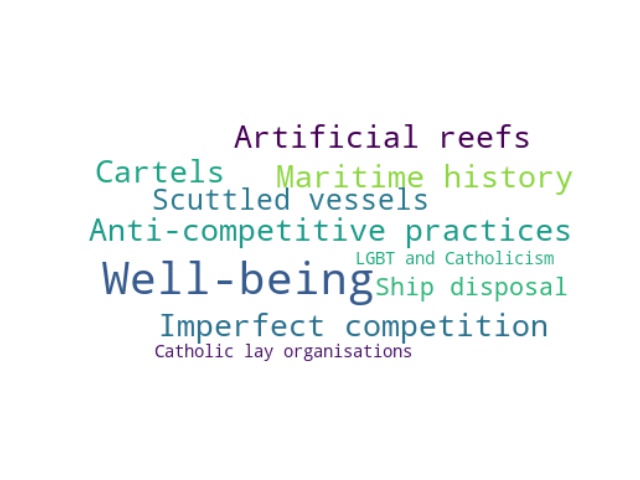 Artificial reefs
Cartels
Maritime history
Scuttled vessels
Anti-competitive practices
LGBT and Catholicism
Well-being
Ship disposal
Imperfect competition
Catholic lay organisations